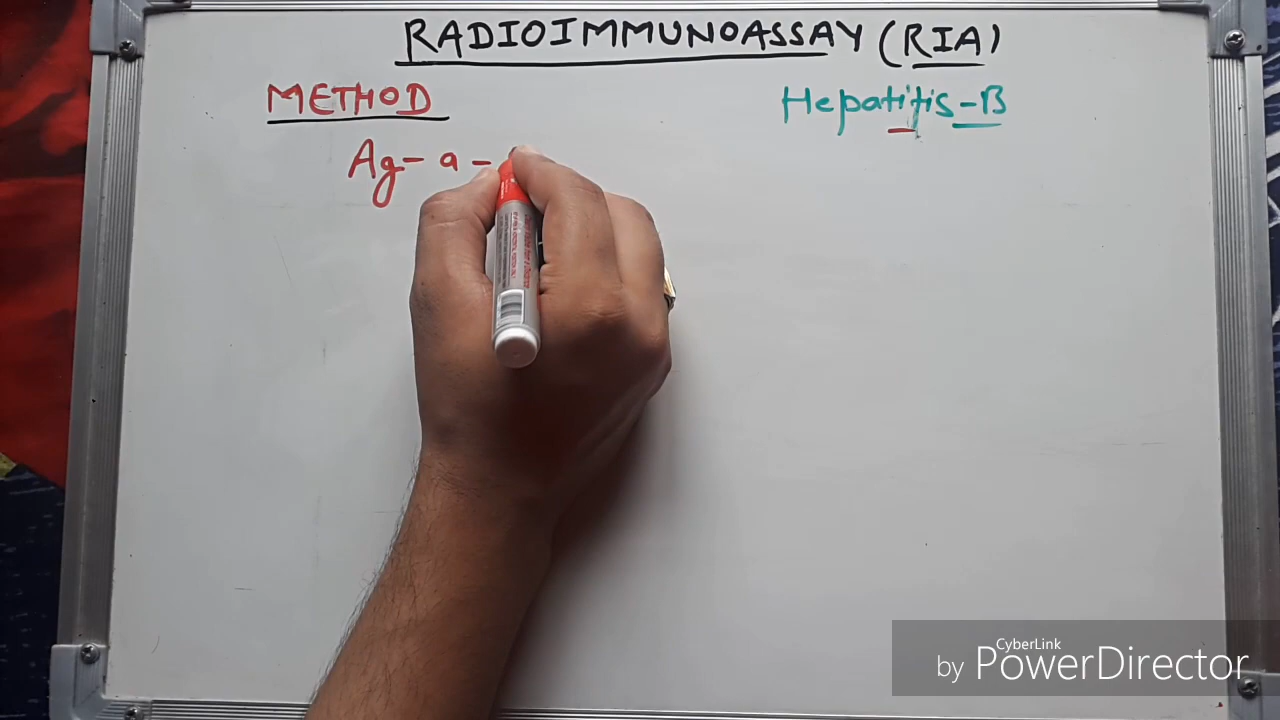 RADIOIMMUNOASSAY (RIA)
METHOD
Hepatitis-B
Ag- a -
CyberLink
by PowerDirector